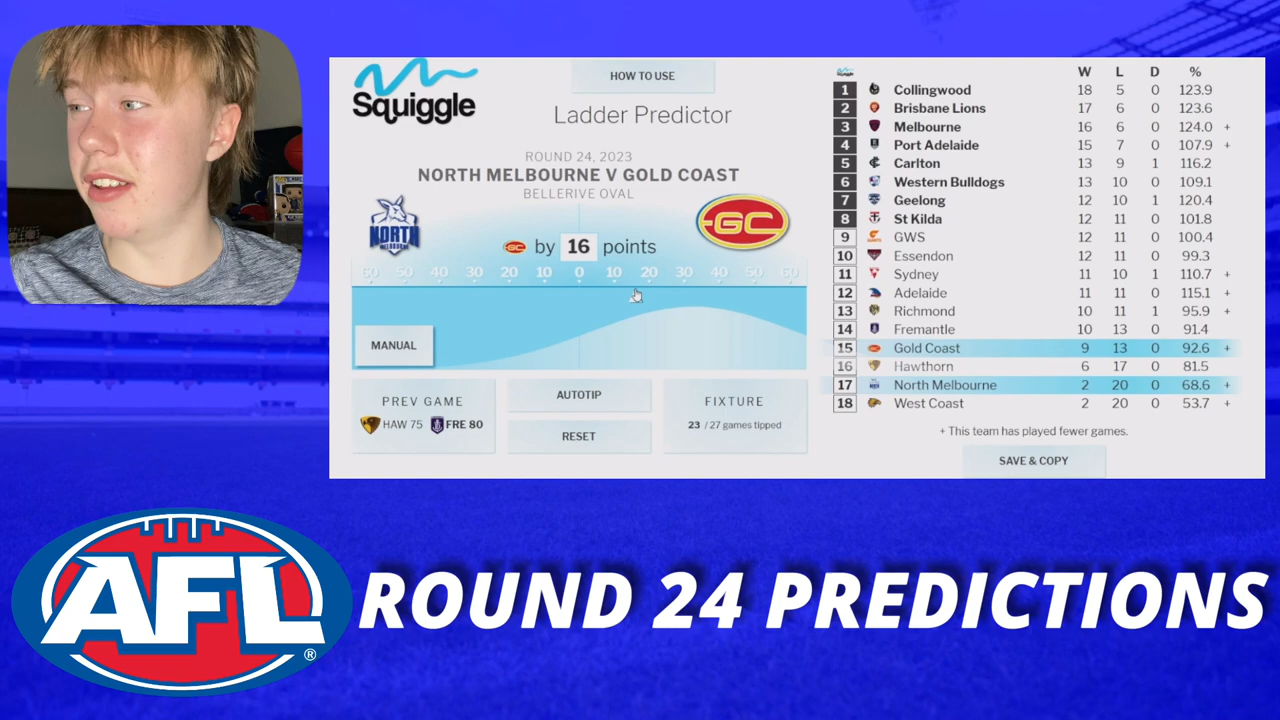 Squiggle
HOW TO USE
Ladder Predictor
ROUND 24, 2023
NORTH MELBOURNE V GOLD COAST
BELLERIVE OVAL
NORTH
MELBOURNE
GC
by 16 points
60 50 40 30 20 10 0 10 20 30 40 50 60
MANUAL
PREV GAME
HAW 75 FRE 80
AUTOTIP
RESET
FIXTURE
23 / 27 games tipped
Squiggle W L D %
1 Collingwood 18 5 0 123.9
2 Brisbane Lions 17 6 0 123.6
3 Melbourne 16 6 0 124.0 +
4 Port Adelaide 15 7 0 107.9 +
5 Carlton 13 9 1 116.2
6 Western Bulldogs 13 10 0 109.1
7 Geelong 12 10 1 120.4
8 St Kilda 12 11 0 101.8
9 GWS 12 11 0 100.4
10 Essendon 12 11 0 99.3
11 Sydney 11 10 1 110.7 +
12 Adelaide 11 11 0 115.1 +
13 Richmond 10 11 1 95.9 +
14 Fremantle 10 13 0 91.4
15 Gold Coast 9 13 0 92.6 +
16 Hawthorn 6 17 0 81.5
17 North Melbourne 2 20 0 68.6 +
18 West Coast 2 20 0 53.7 +
+ This team has played fewer games.
SAVE & COPY
AFL ®
ROUND 24 PREDICTIONS